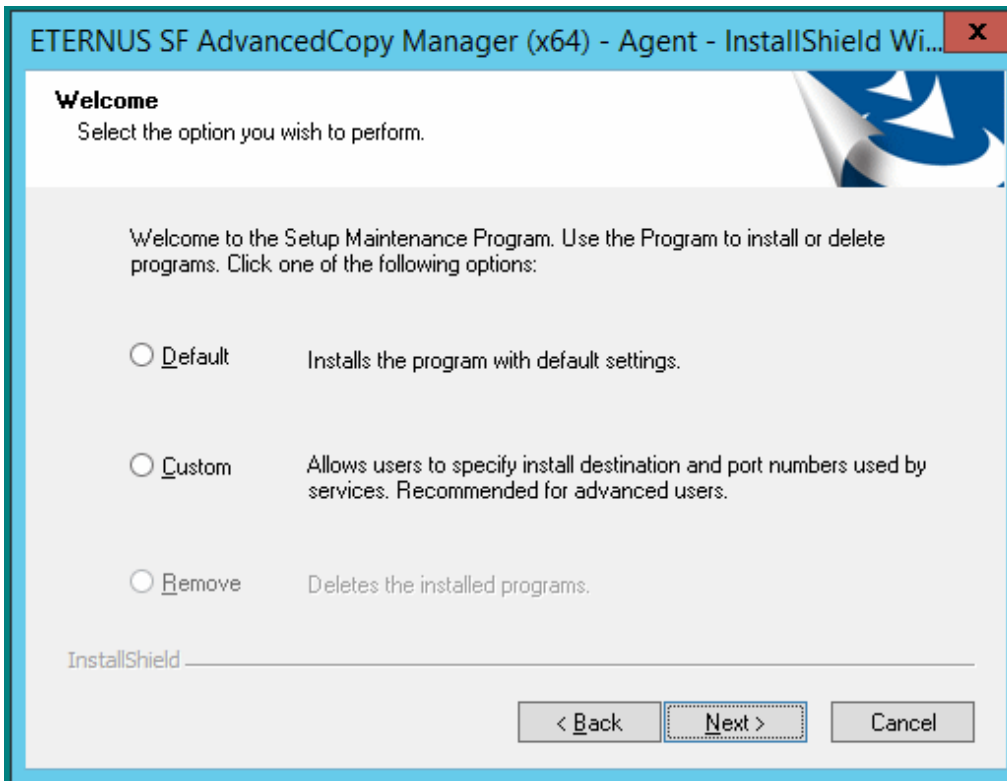 ETERNUS SF AdvancedCopy Manager (x64) - Agent - InstallShield Wi... x
Welcome
Select the option you wish to perform.
Welcome to the Setup Maintenance Program. Use the Program to install or delete
programs. Click one of the following options:
Default Installs the program with default settings.
Custom Allows users to specify install destination and port numbers used by
services. Recommended for advanced users.
Remove Deletes the installed programs.
InstallShield
< Back Next > Cancel